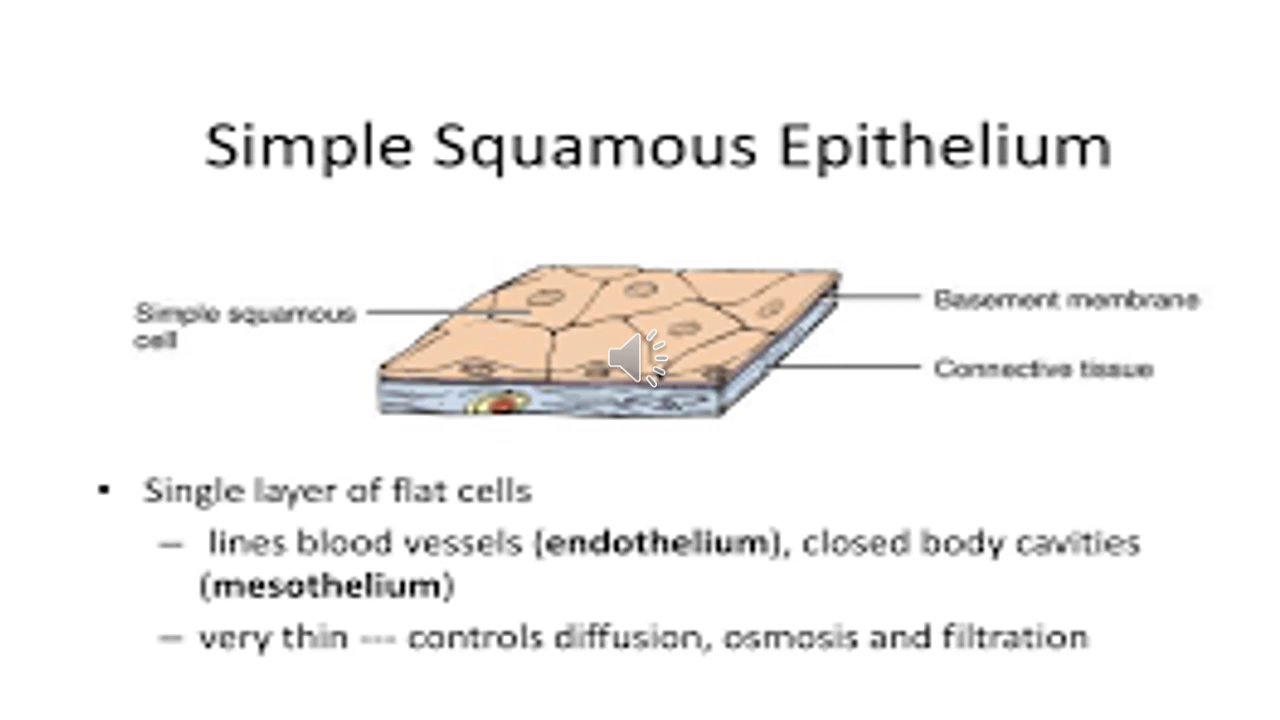 Simple Squamous Epithelium
Simple squamous
cell
Basement membrane
Connective tissue
• Single layer of flat cells
– lines blood vessels (endothelium), closed body cavities
(mesothelium)
– very thin --- controls diffusion, osmosis and filtration